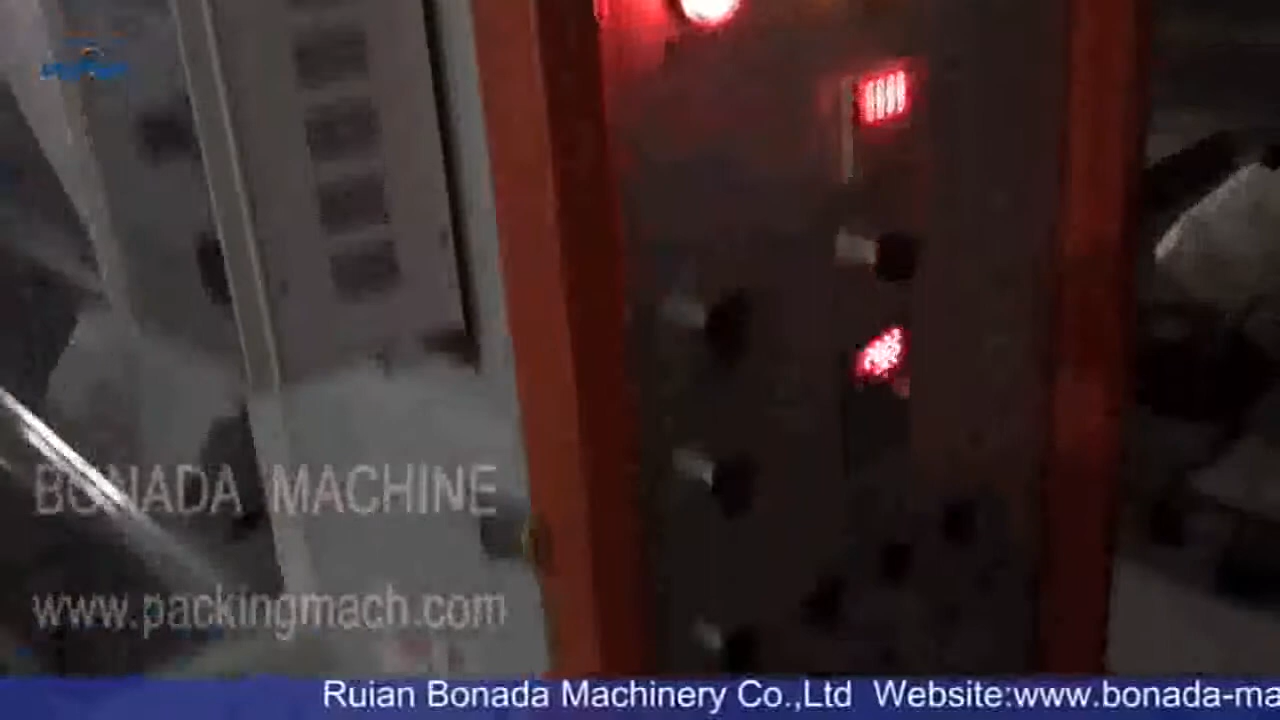 BONADA MACHINE
www.packingmach.com
Ruian Bonada Machinery Co.,Ltd Website:www.bonada-ma